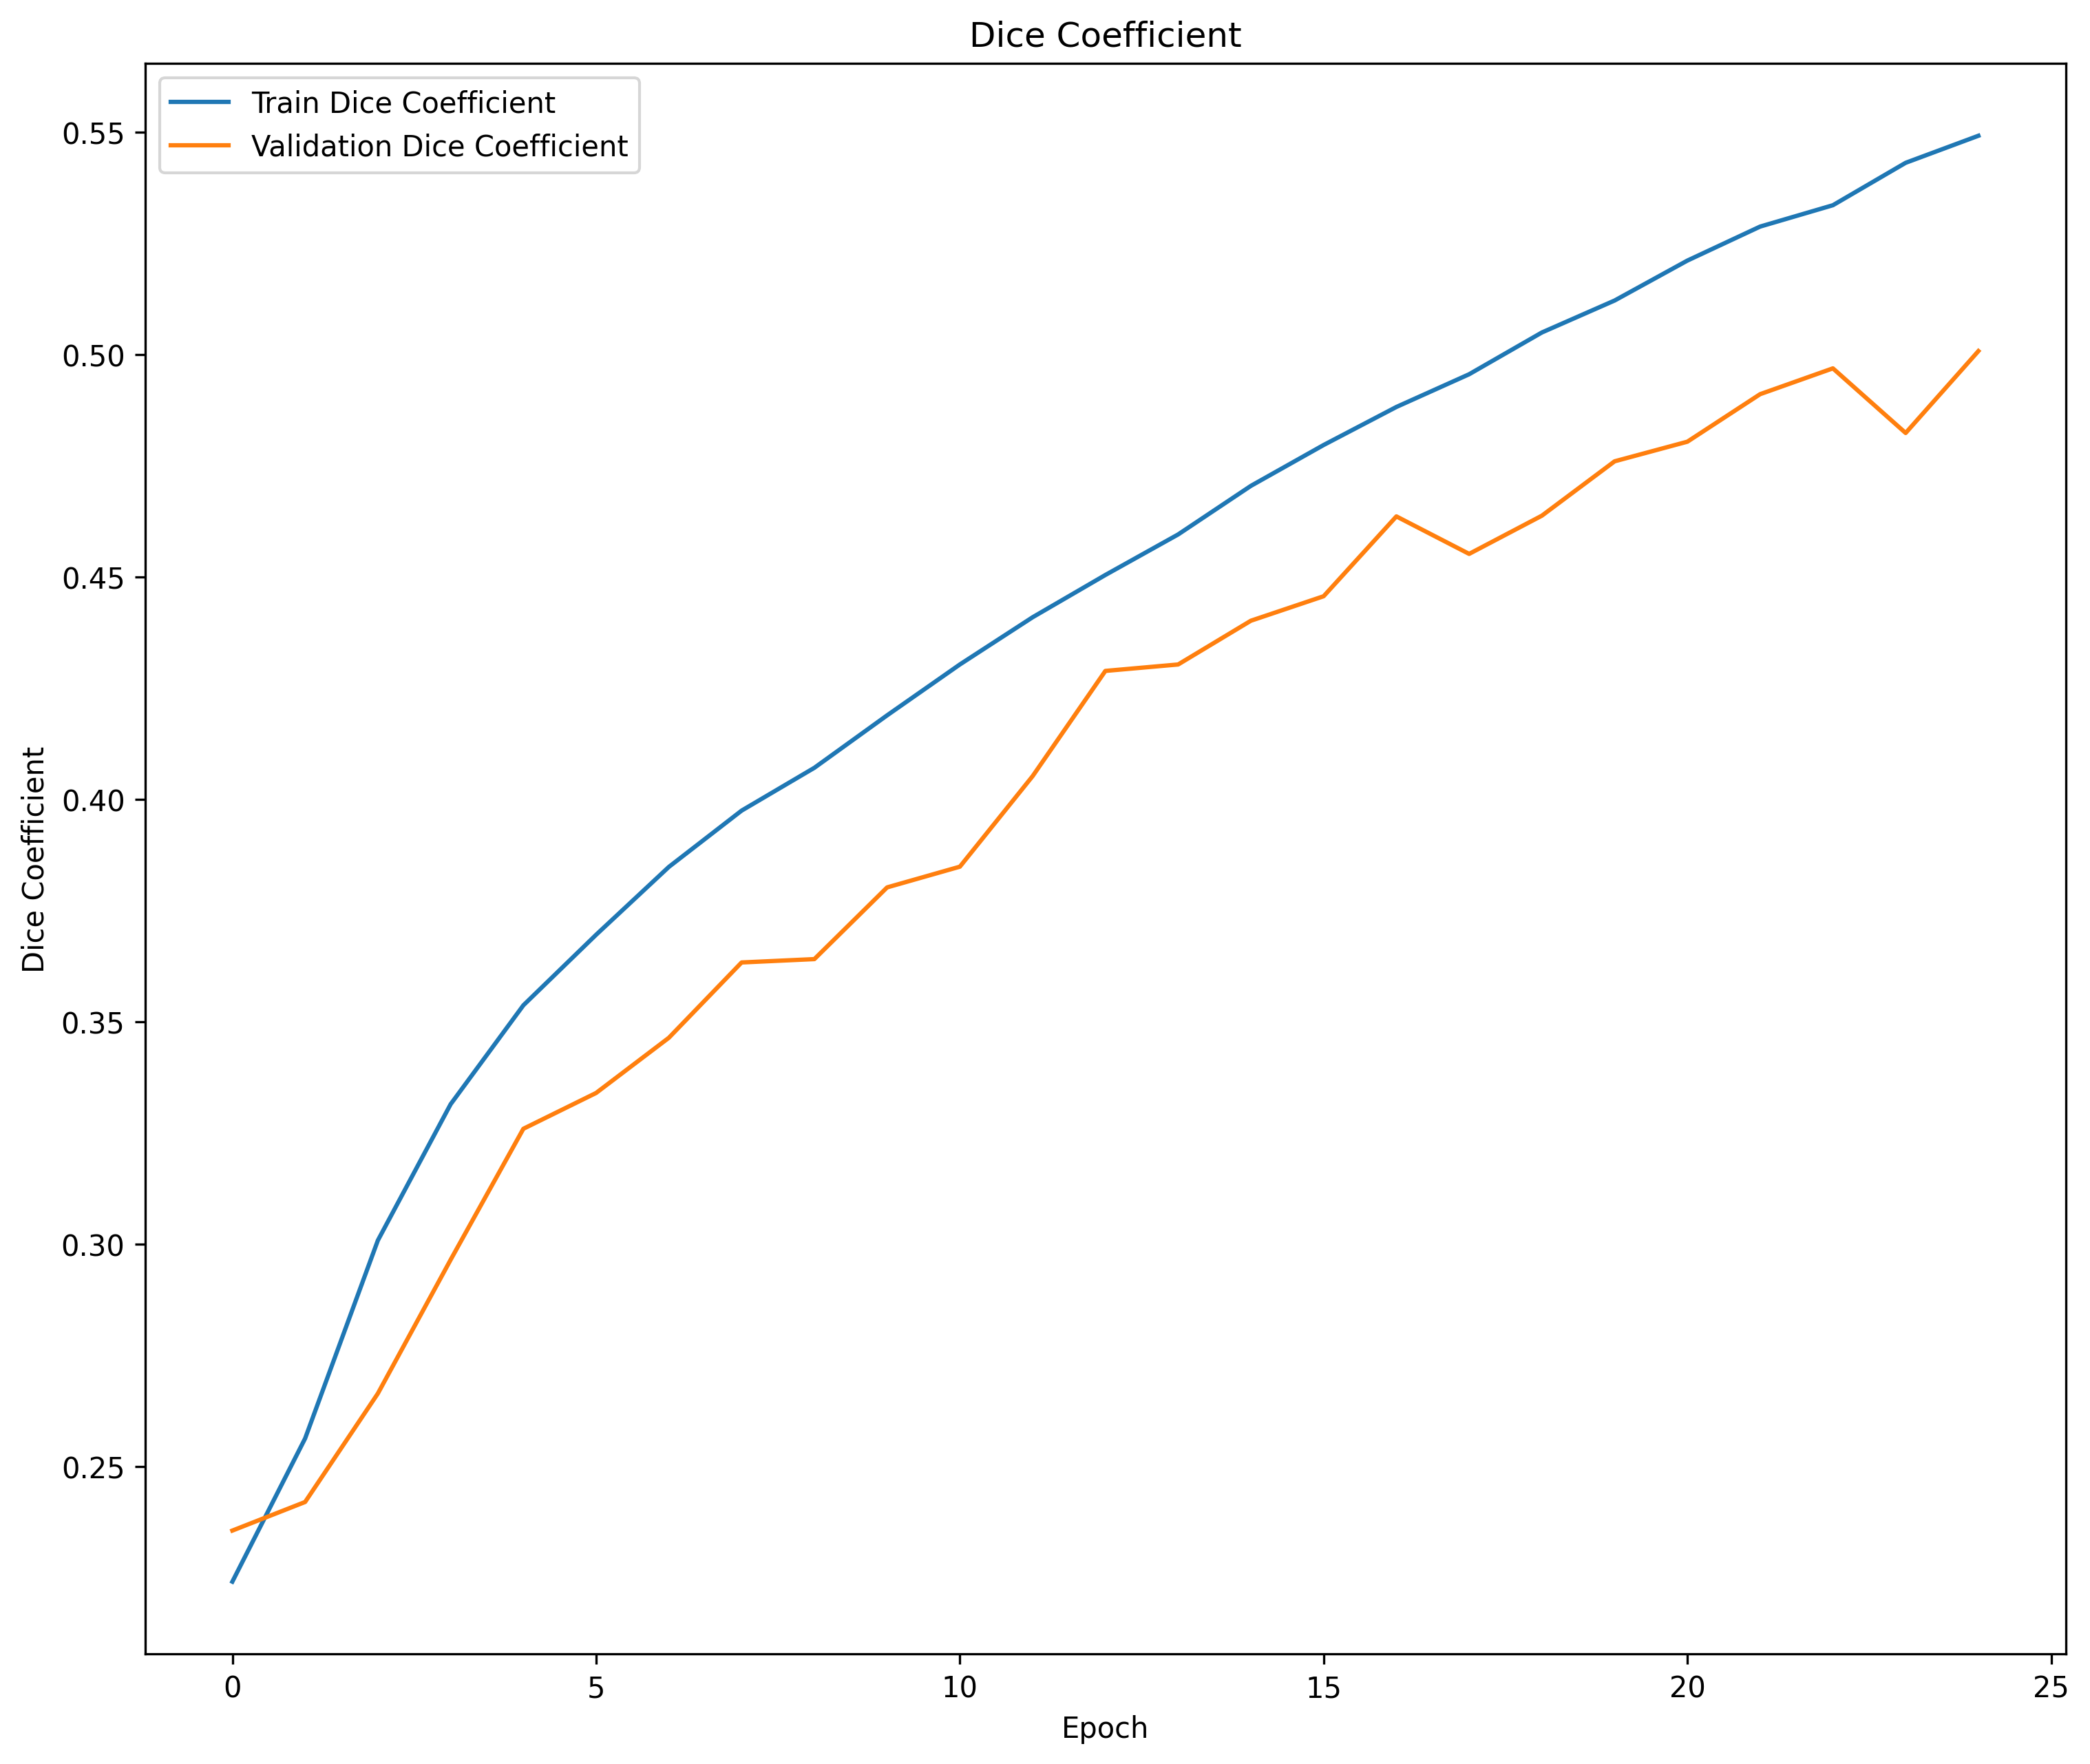 Dice Coefficient
Train Dice Coefficient
Validation Dice Coefficient
Dice Coefficient
0.55
0.50
0.45
0.40
0.35
0.30
0.25
0 5 10 15 20 25
Epoch